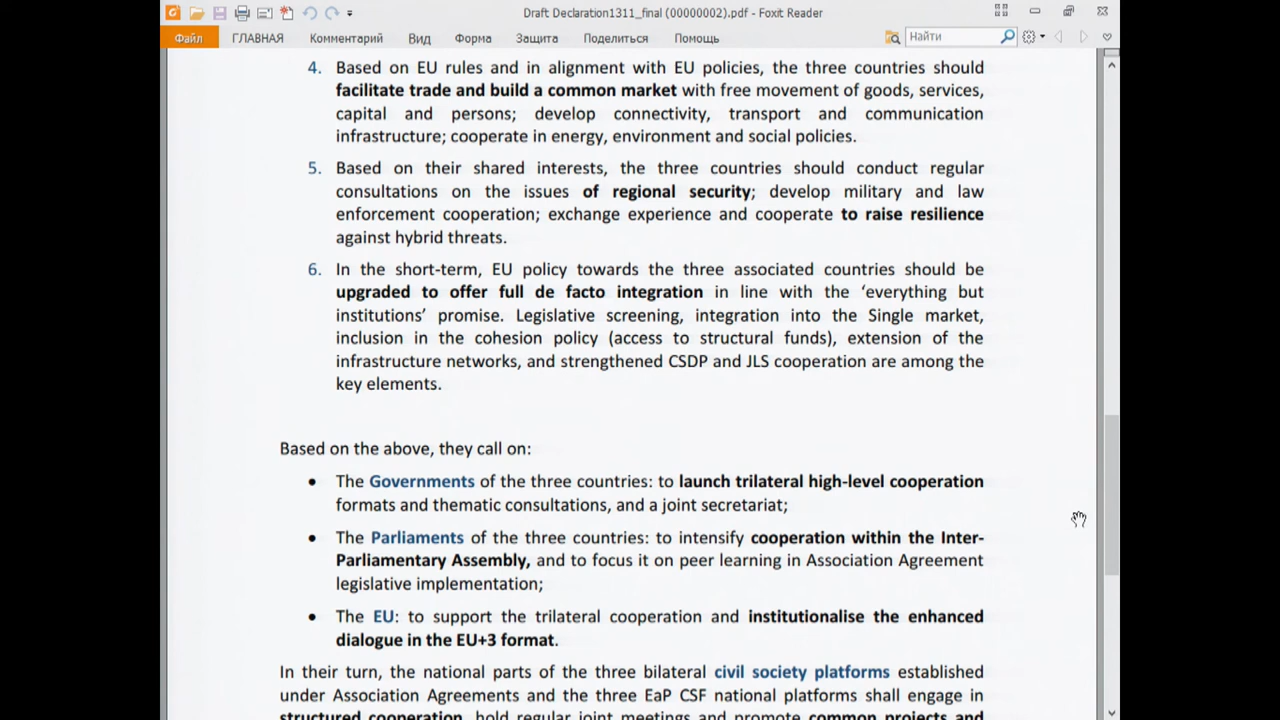 Draft Declaration1311_final (00000002).pdf - Foxit Reader
Файл ГЛАВНАЯ Комментарий Вид Форма Защита Поделиться Помощь Найти
4. Based on EU rules and in alignment with EU policies, the three countries should
facilitate trade and build a common market with free movement of goods, services,
capital and persons; develop connectivity, transport and communication
infrastructure; cooperate in energy, environment and social policies.
5. Based on their shared interests, the three countries should conduct regular
consultations on the issues of regional security; develop military and law
enforcement cooperation; exchange experience and cooperate to raise resilience
against hybrid threats.
6. In the short-term, EU policy towards the three associated countries should be
upgraded to offer full de facto integration in line with the ‘everything but
institutions’ promise. Legislative screening, integration into the Single market,
inclusion in the cohesion policy (access to structural funds), extension of the
infrastructure networks, and strengthened CSDP and JLS cooperation are among the
key elements.
Based on the above, they call on:
• The Governments of the three countries: to launch trilateral high-level cooperation
formats and thematic consultations, and a joint secretariat;
• The Parliaments of the three countries: to intensify cooperation within the Inter-
Parliamentary Assembly, and to focus it on peer learning in Association Agreement
legislative implementation;
• The EU: to support the trilateral cooperation and institutionalise the enhanced
dialogue in the EU+3 format.
In their turn, the national parts of the three bilateral civil society platforms established
under Association Agreements and the three EaP CSF national platforms shall engage in
structured cooperation, hold regular joint meetings and promote common projects and